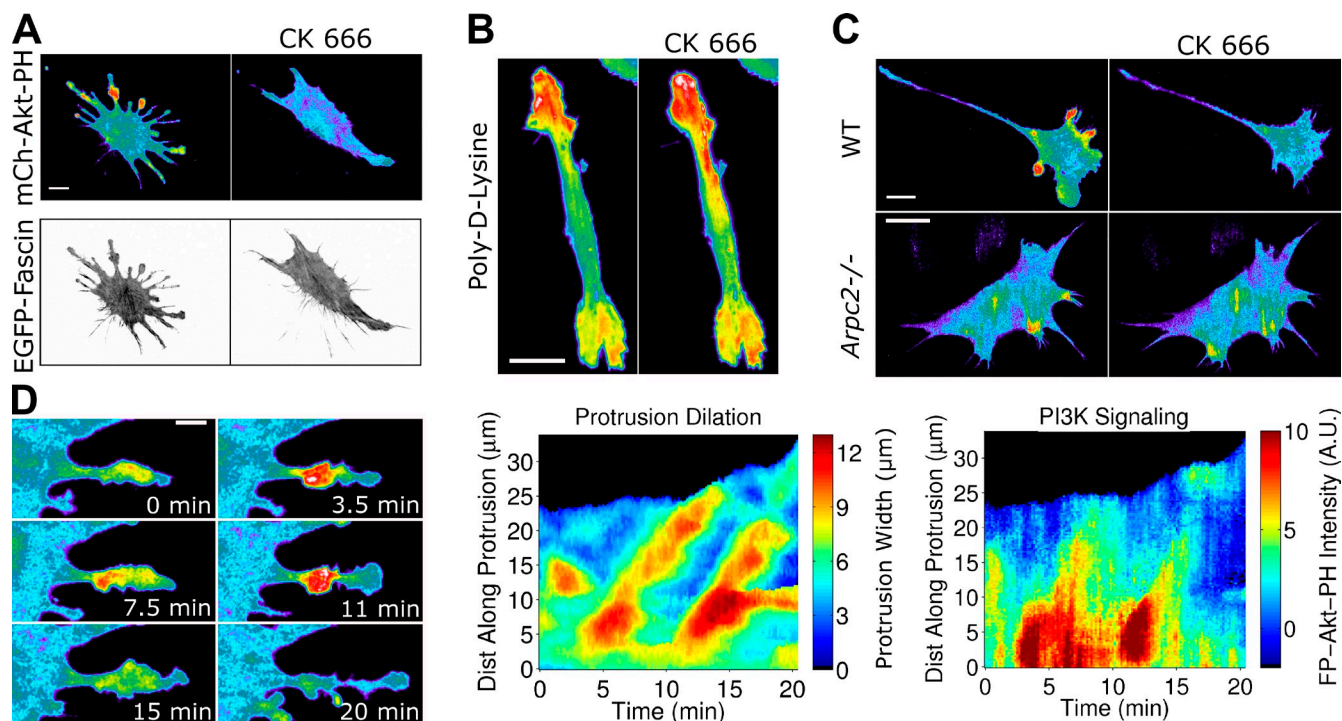 A
CK 666
mCh-Akt-PH
EGFP-Fascin
B
CK 666
Poly-D-Lysine
C
CK 666
WT
Arpc2-/-
D
0 min
3.5 min
7.5 min
11 min
15 min
20 min
Protrusion Dilation
Dist Along Protrusion (µm)
30
25
20
15
10
5
0
0 5 10 15 20
Time (min)
12
9
6
3
0
Protrusion Width (µm)
PI3K Signaling
Dist Along Protrusion (µm)
30
25
20
15
10
5
0
0 5 10 15 20
Time (min)
10
5
0
FP-Akt-PH Intensity (A.U.)